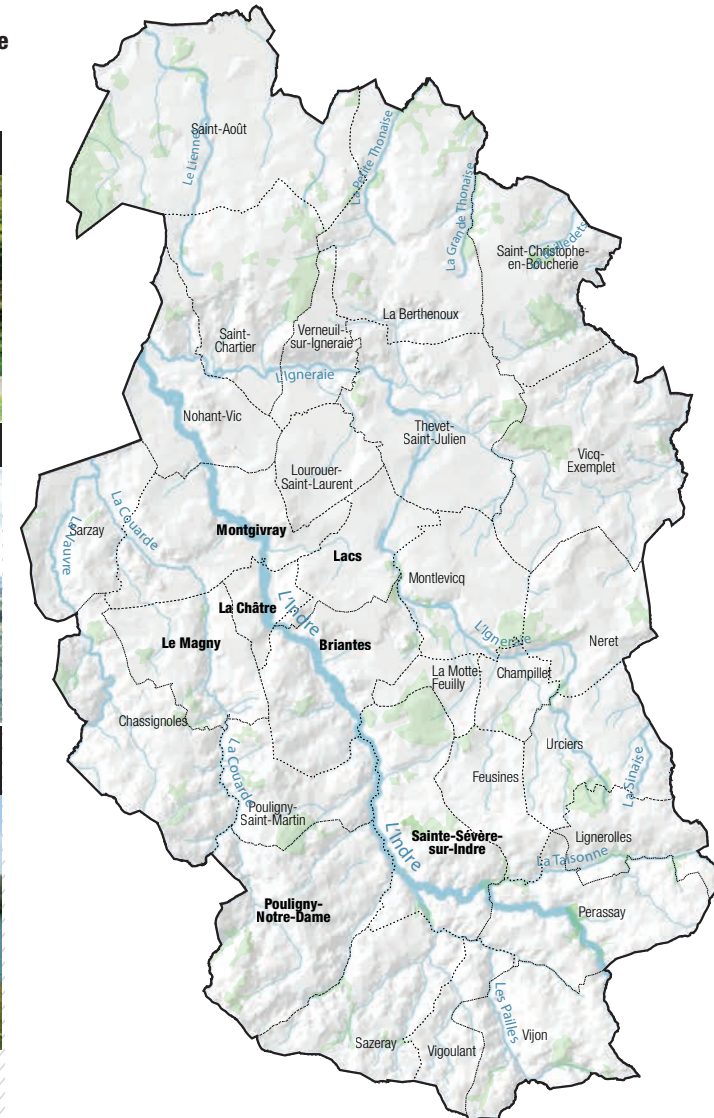 e
Saint-Août
Le Lienne
La Petite Thonaise
La Grande Thonaise
Saint-Christophe-
en-Boucherie
La Berthenoux
Saint-
Chartier
Verneuil-
sur-Igneraie
L'Igneraie
Nohant-Vic
Thevet-
Saint-Julien
Vicq-
Exemplet
Lourouer-
Saint-Laurent
La Couarde
Sarzay
La Vauvre
Montgivray
Lacs
Montlevicq
La Châtre
L'Indre
L'Igneraie
Le Magny
Briantes
Neret
La Motte-
Feuilly
Champillet
Chassignoles
Urciers
La Couarde
Feusines
La Sinaise
Pouligny-
Saint-Martin
L'Indre
Sainte-Sévère-
sur-Indre
Lignerolles
La Taisonne
Pouligny-
Notre-Dame
Perassay
Les Pailles
Sazeray
Vigoulant
Vijon